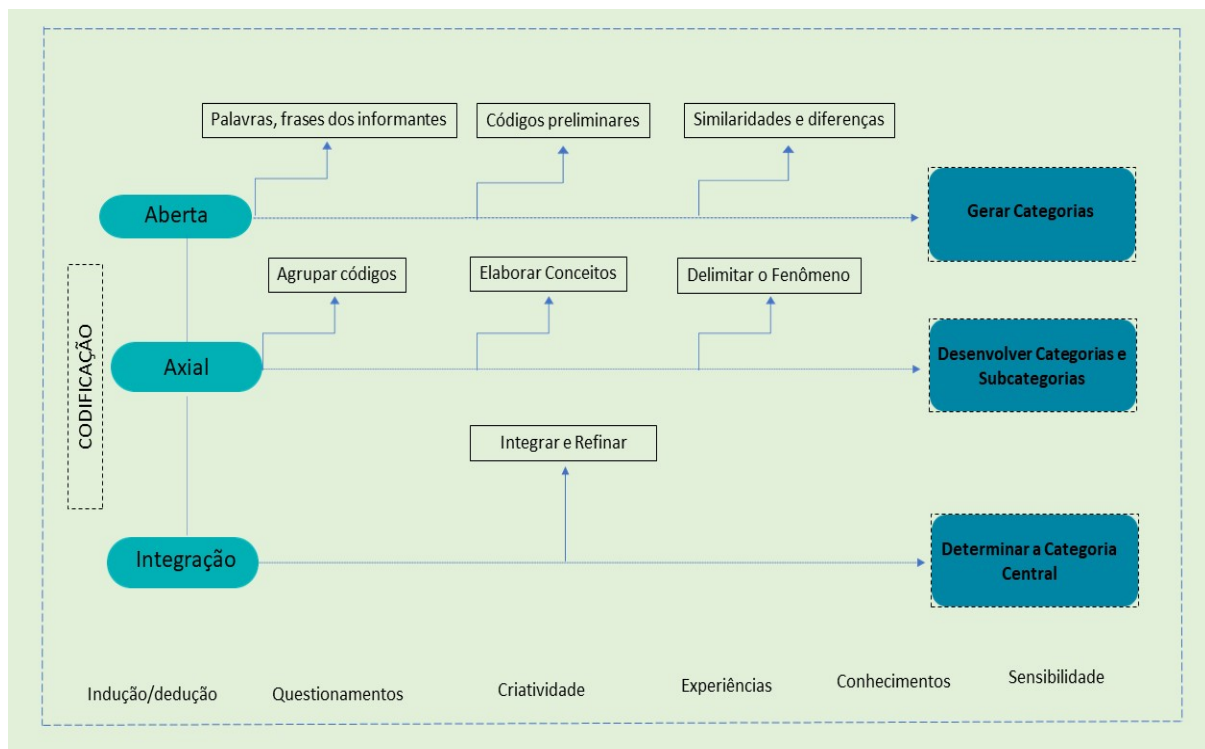 Palavras, frases dos informantes
Códigos preliminares
Similaridades e diferenças
Aberta
Gerar Categorias
CODIFICAÇÃO
Agrupar códigos
Elaborar Conceitos
Delimitar o Fenômeno
Axial
Desenvolver Categorias e
Subcategorias
Integrar e Refinar
Integração
Determinar a Categoria
Central
Indução/dedução
Questionamentos
Criatividade
Experiências
Conhecimentos
Sensibilidade